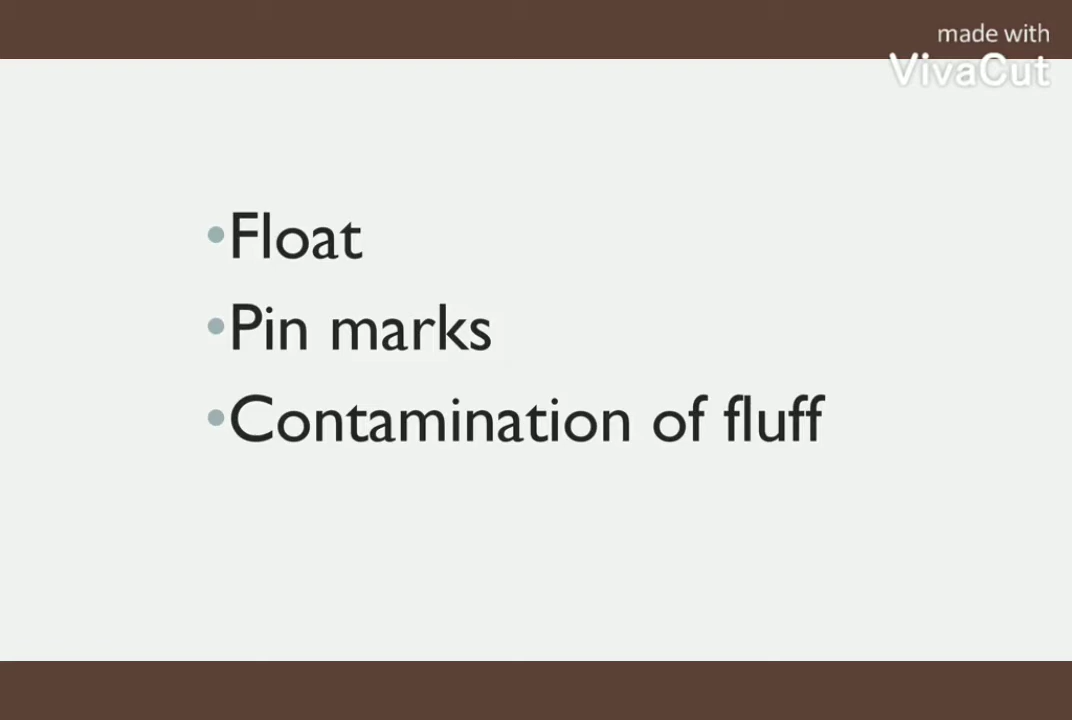 made with
VivaCut
•Float
•Pin marks
•Contamination of fluff